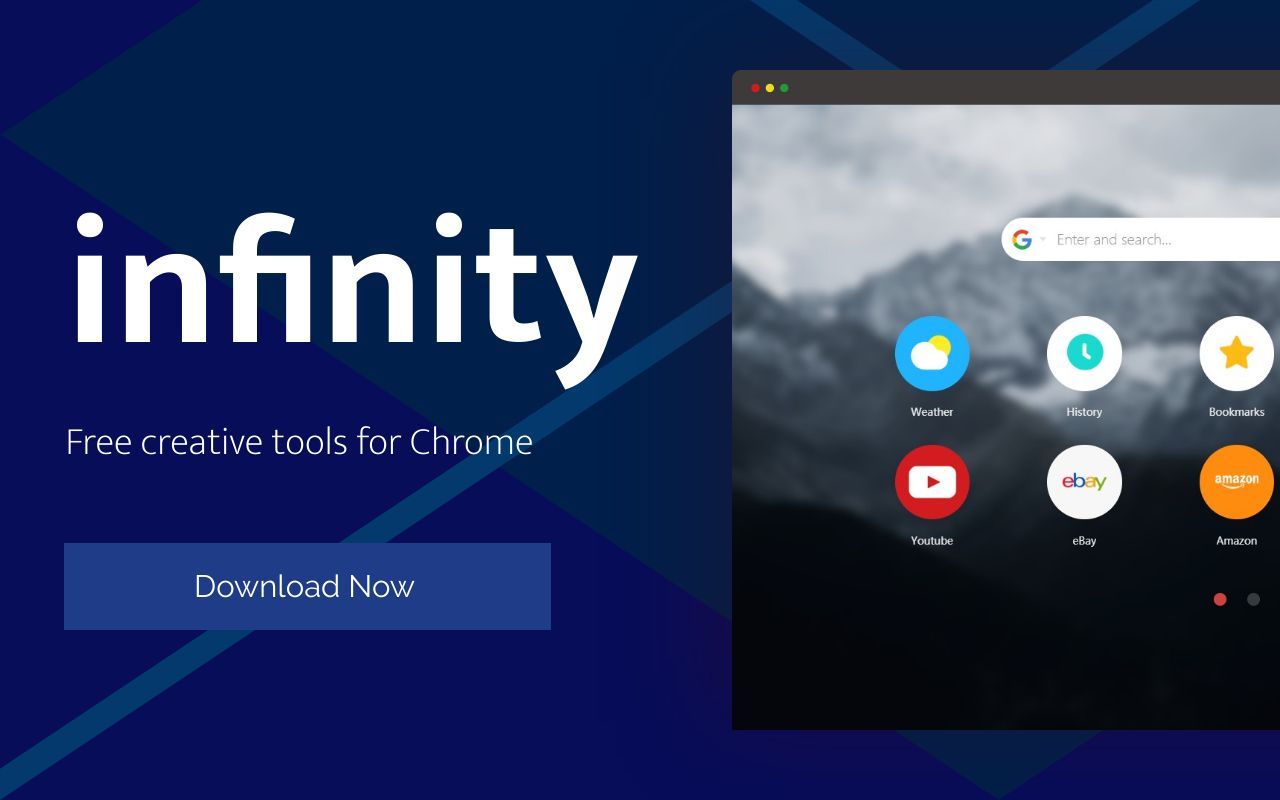 infinity
Free creative tools for Chrome
Download Now
Enter and search...
Weather
History
Bookmarks
ebay
amazon
Youtube
eBay
Amazon